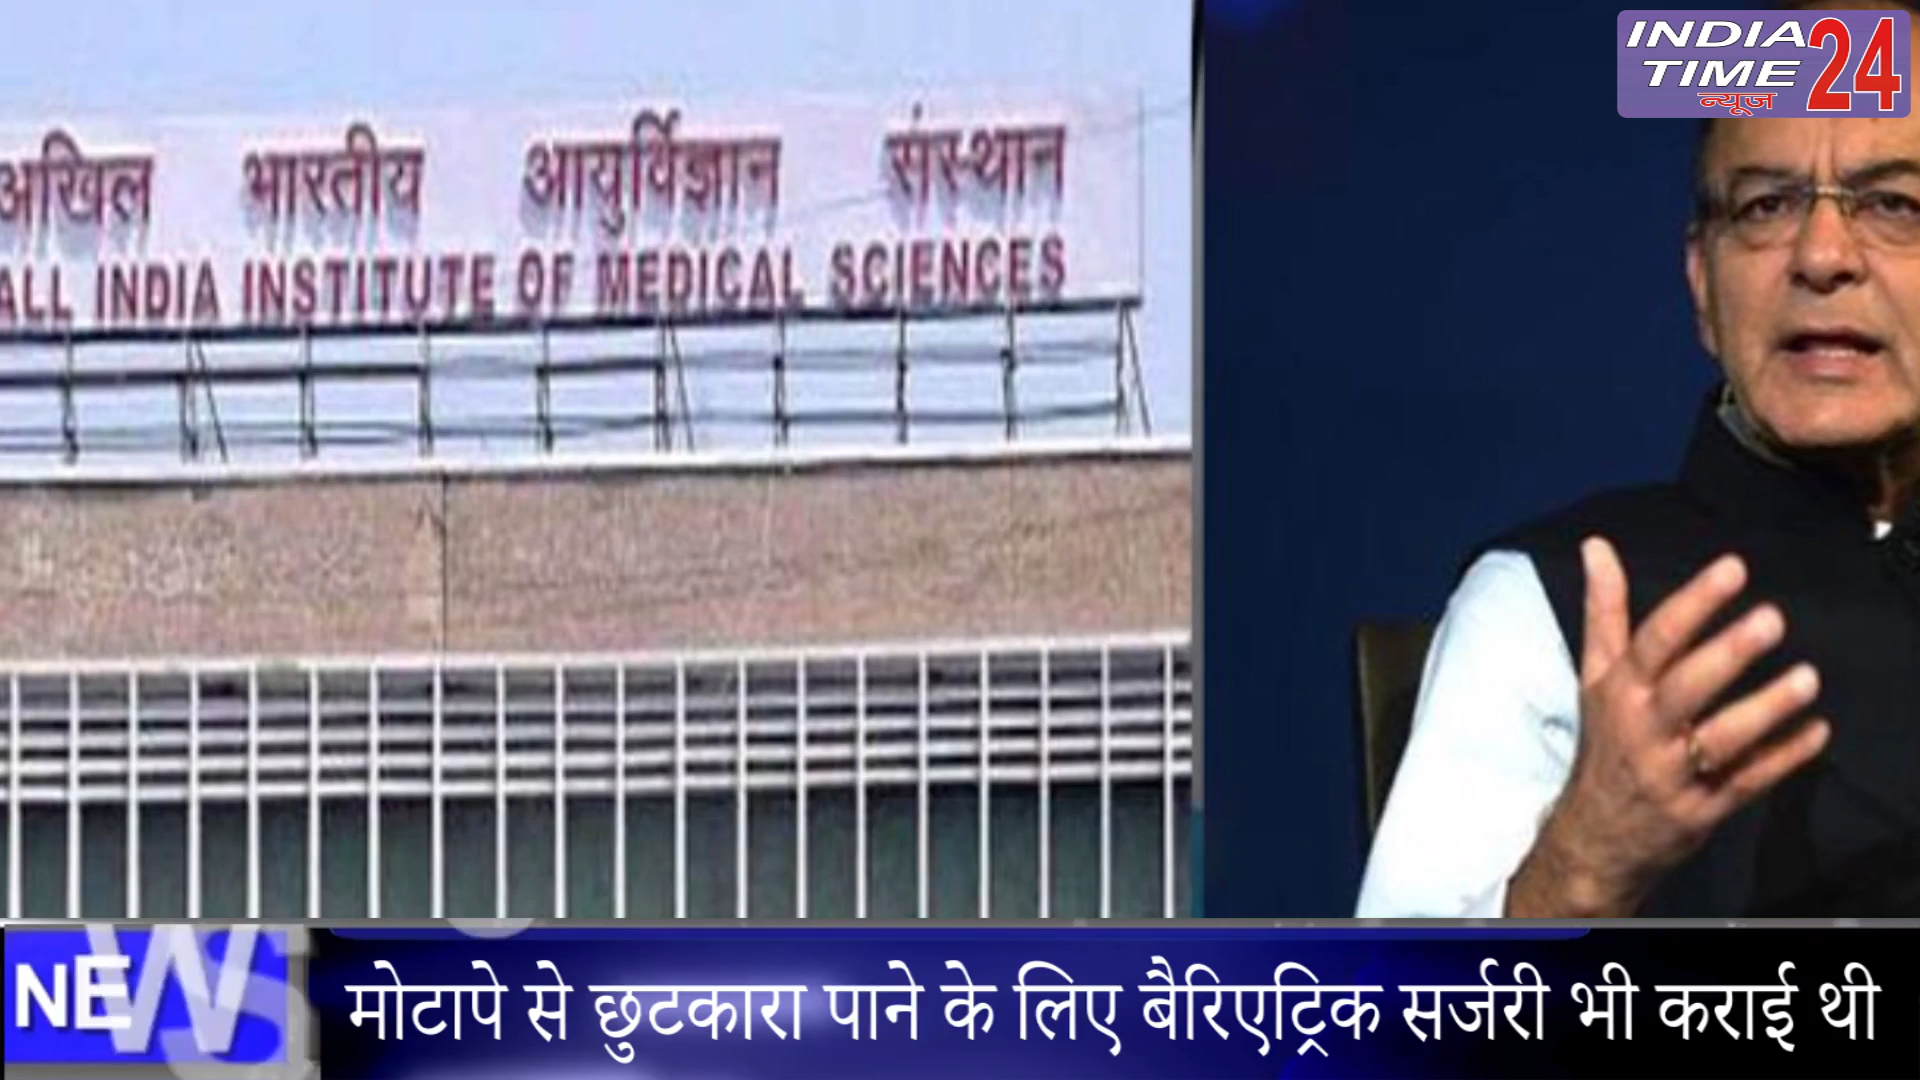 INDIA
TIME 24
न्यूज
अखिल भारतीय आयुर्विज्ञान संस्थान
ALL INDIA INSTITUTE OF MEDICAL SCIENCES
NEWS
मोटापे से छुटकारा पाने के लिए बैरिएट्रिक सर्जरी भी कराई थी